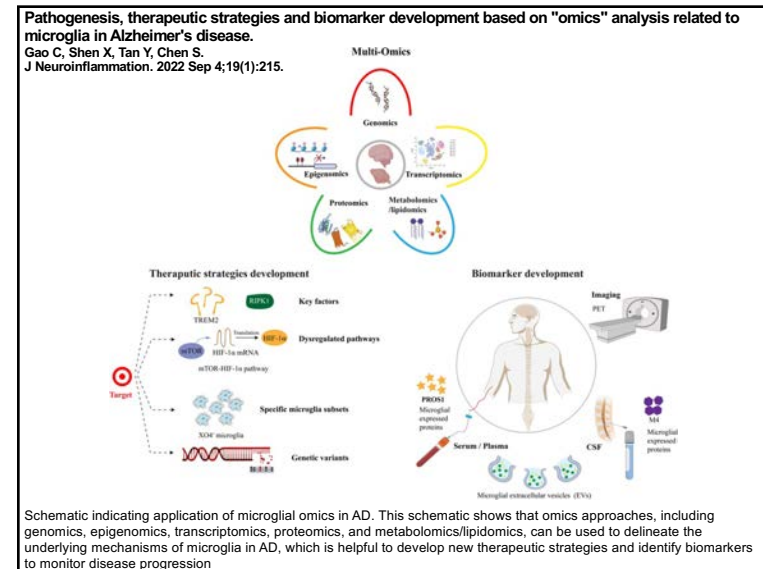 Pathogenesis, therapeutic strategies and biomarker development based on "omics" analysis related to
microglia in Alzheimer's disease.
Gao C, Shen X, Tan Y, Chen S.
J Neuroinflammation. 2022 Sep 4;19(1):215.
Multi-Omics
Genomics
Epigenomics
Transcriptomics
Proteomics
Metabolomics
/lipidomics
Theraputic strategies development
Target
TREM2
RIPK1
Key factors
mTOR
Translation
HIF-1α mRNA
HIF-1α
Dysregulated pathways
mTOR-HIF-1α pathway
Specific microglia subsets
XO4⁺ microglia
Genetic variants
Biomarker development
Imaging
PET
PROS1
Microglial
expressed
proteins
Serum / Plasma
CSF
M4
Microglial
expressed
proteins
Microglial extracellular vesicles (EVs)
Schematic indicating application of microglial omics in AD. This schematic shows that omics approaches, including
genomics, epigenomics, transcriptomics, proteomics, and metabolomics/lipidomics, can be used to delineate the
underlying mechanisms of microglia in AD, which is helpful to develop new therapeutic strategies and identify biomarkers
to monitor disease progression